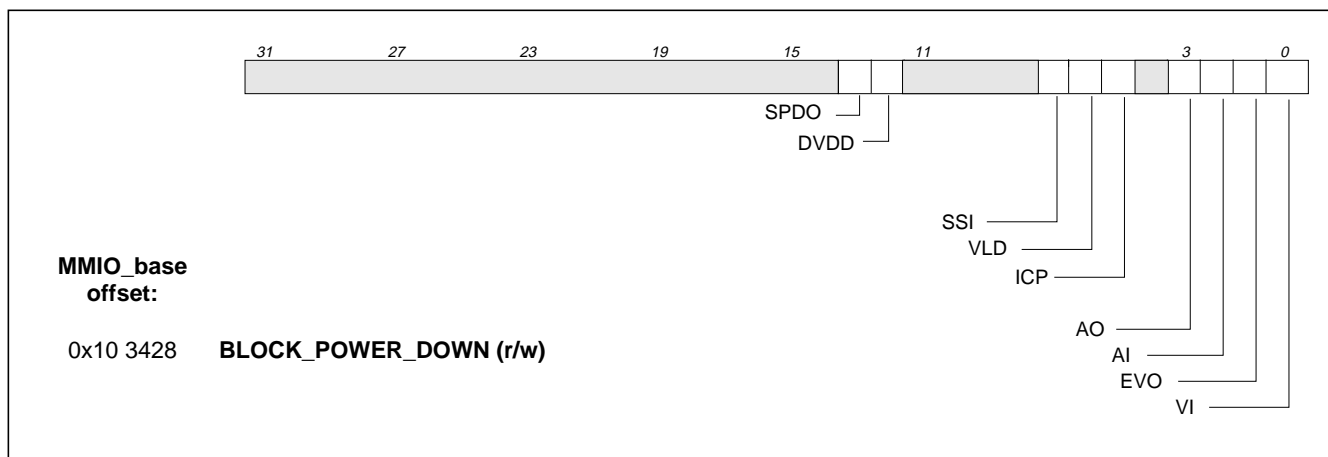 31 27 23 19 15 11 3 0
SPDO
DVDD
SSI
VLD
MMIO_base
offset:
ICP
AO
0x10 3428 BLOCK_POWER_DOWN (r/w)
AI
EVO
VI